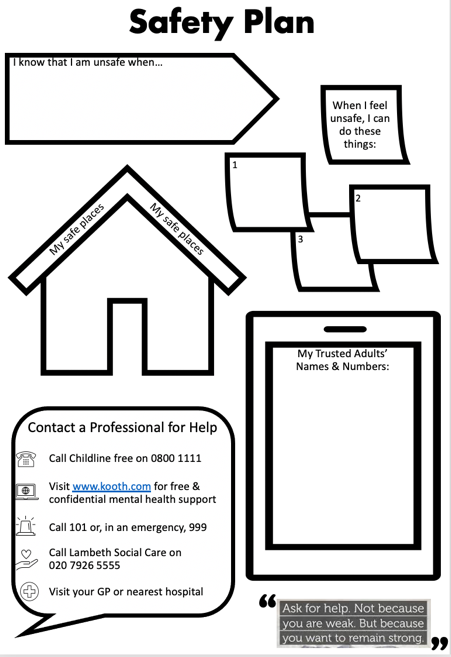 Safety Plan
I know that I am unsafe when...
When I feel
unsafe, I can
do these
things:
1
2
3
My safe places
My safe places
My Trusted Adults'
Names & Numbers:
Contact a Professional for Help
Call Childline free on 0800 1111
Visit www.kooth.com for free &
confidential mental health support
Call 101 or, in an emergency, 999
Call Lambeth Social Care on
020 7926 5555
Visit your GP or nearest hospital
“ Ask for help. Not because
you are weak. But because
you want to remain strong. ”